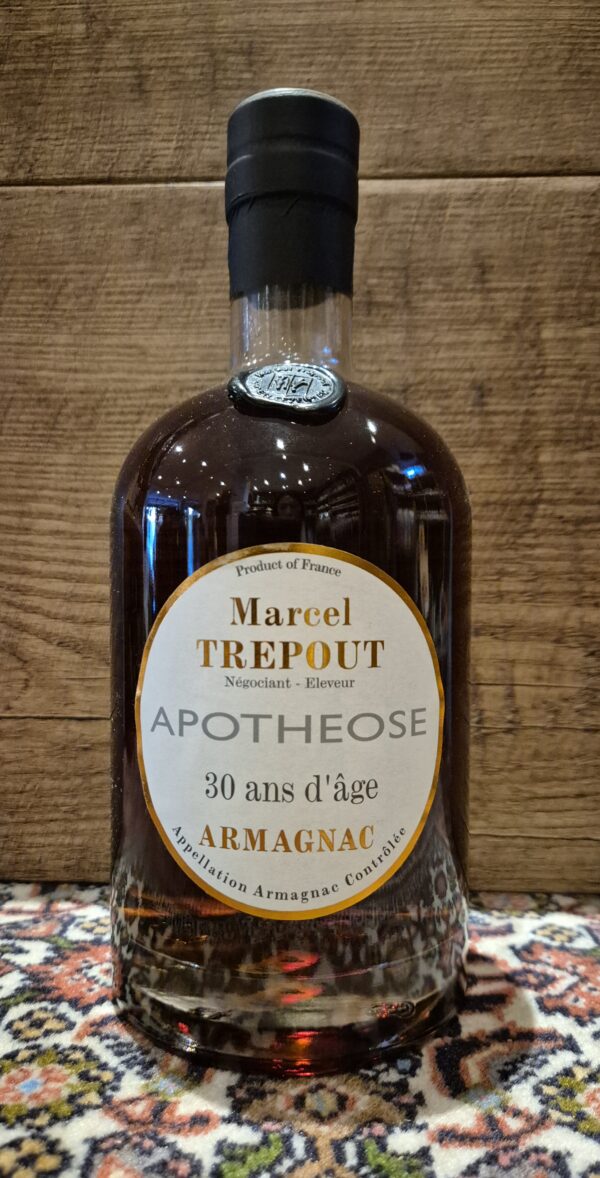 Product of France
Marcel
TREPOUT
Négociant - Eleveur
APOTHEOSE
30 ans d'âge
ARMAGNAC
Appellation Armagnac Contrôlée